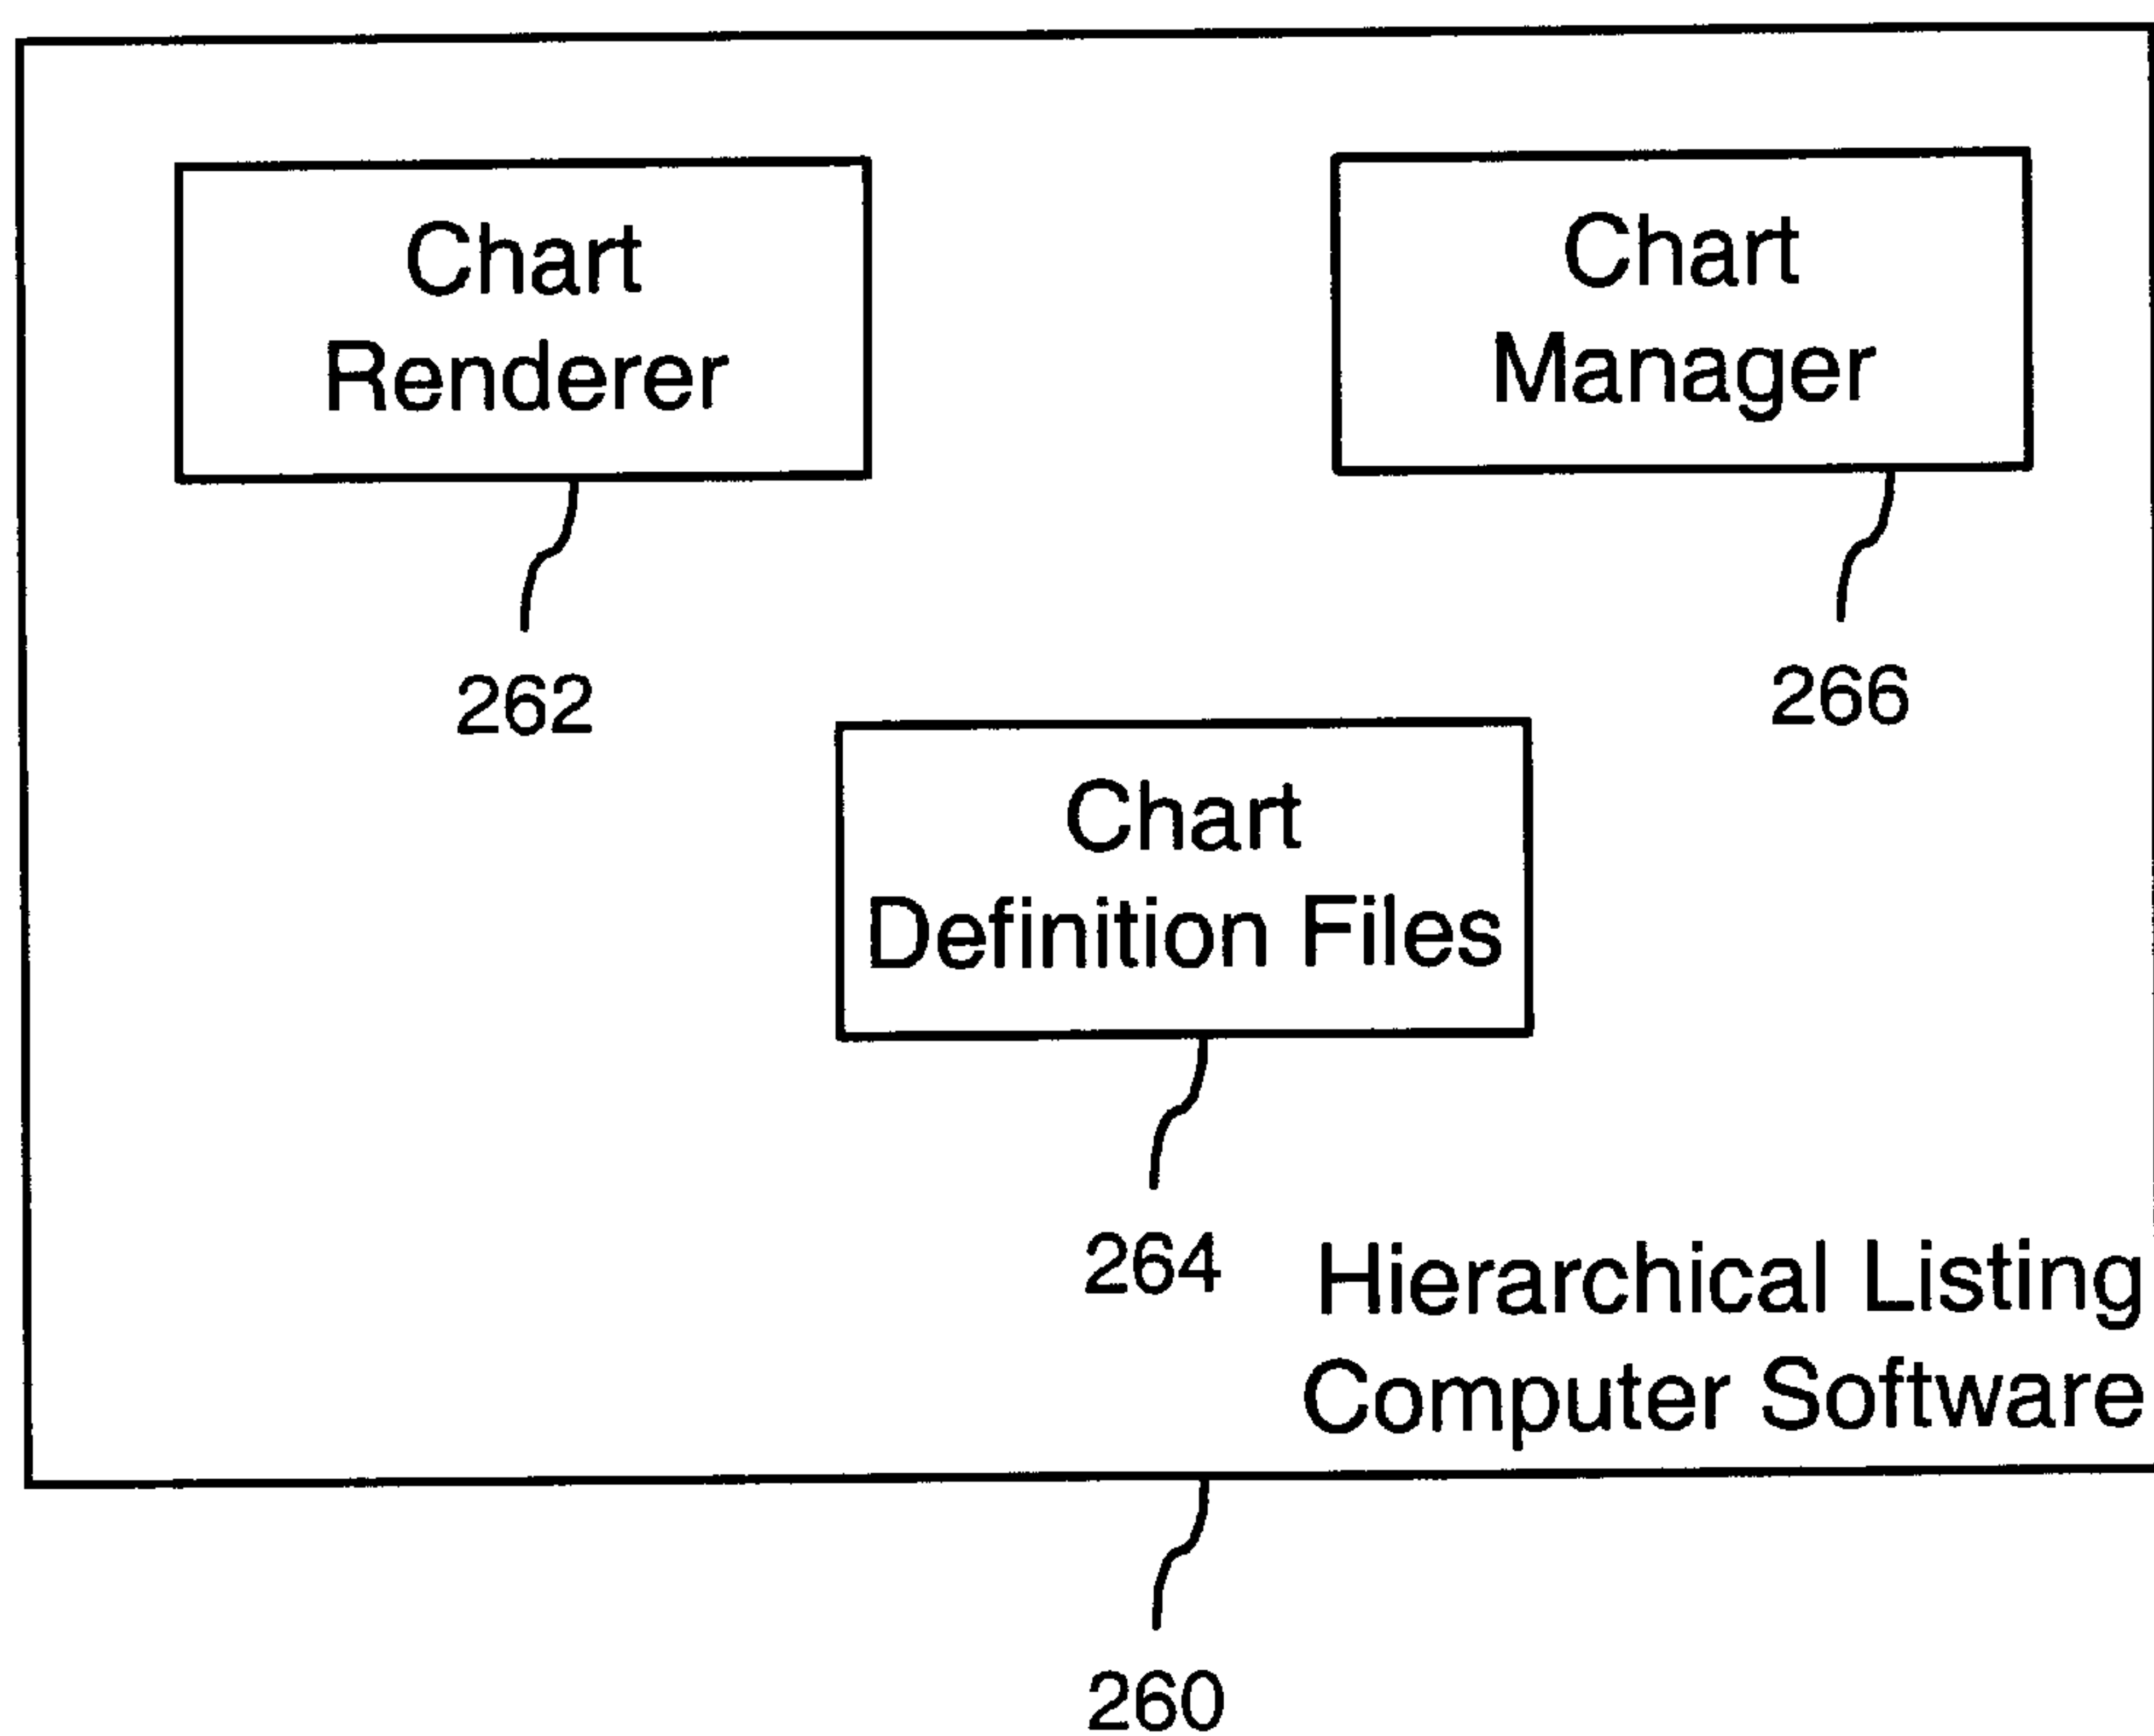 Chart
Renderer
262
Chart
Manager
266
Chart
Definition Files
264
Hierarchical Listing
Computer Software
260